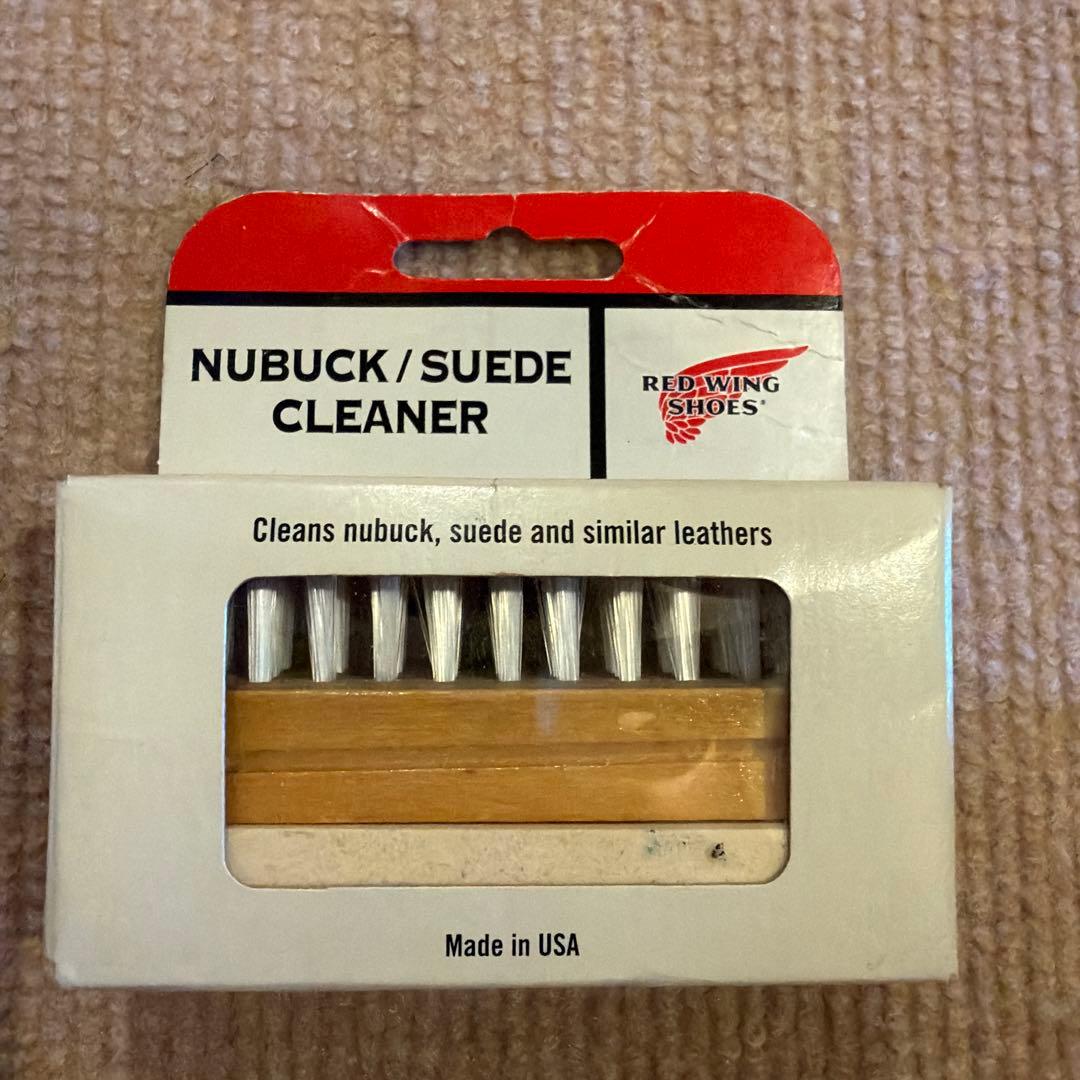 NUBUCK / SUEDE
CLEANER
RED WING
SHOES®
Cleans nubuck, suede and similar leathers
Made in USA